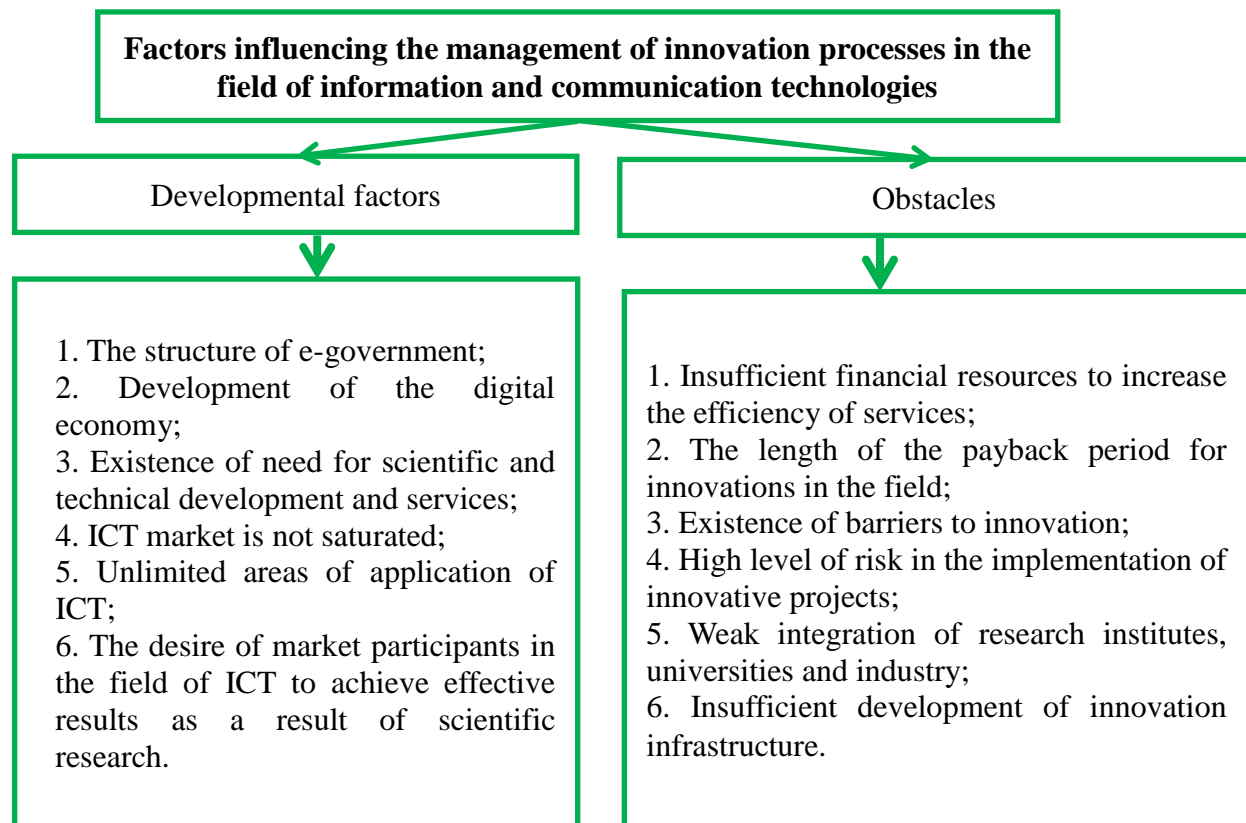 Factors influencing the management of innovation processes in the
field of information and communication technologies
Developmental factors
1. The structure of e-government;
2. Development of the digital
economy;
3. Existence of need for scientific and
technical development and services;
4. ICT market is not saturated;
5. Unlimited areas of application of
ICT;
6. The desire of market participants in
the field of ICT to achieve effective
results as a result of scientific
research.
Obstacles
1. Insufficient financial resources to increase
the efficiency of services;
2. The length of the payback period for
innovations in the field;
3. Existence of barriers to innovation;
4. High level of risk in the implementation of
innovative projects;
5. Weak integration of research institutes,
universities and industry;
6. Insufficient development of innovation
infrastructure.